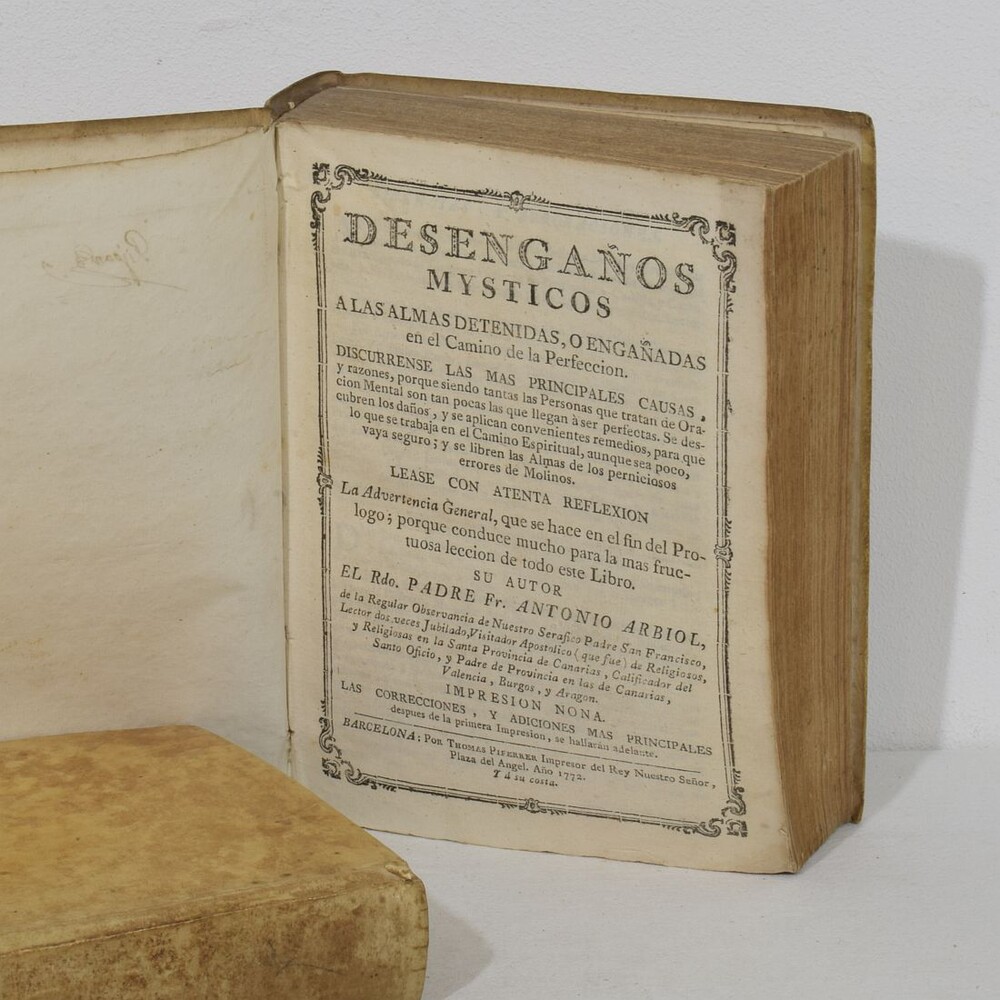 DESENGAÑOS
MYSTICOS
A LAS ALMAS DETENIDAS, O ENGAÑADAS
en el Camino de la Perfeccion.
DISCURRENSE LAS MAS PRINCIPALES CAUSAS,
y razones, porque siendo tantas las Personas que tratan de Ora-
cion Mental son tan pocas las que llegan à ser perfectas. Se des-
cubren los daños, y se aplican convenientes remedios, para que
lo que se trabaja en el Camino Espiritual, aunque sea poco,
vaya seguro; y se libren las Almas de los perniciosos
errores de Molinos.
LEASE CON ATENTA REFLEXION
La Advertencia General, que se hace en el fin del Pro-
logo; porque conduce mucho para la mas fruc-
tuosa leccion de todo este Libro.
SU AUTOR
EL Rdo. PADRE Fr. ANTONIO ARBIOL,
de la Regular Observancia de Nuestro Serafico Padre San Francisco,
Lector dos veces Jubilado, Visitador Apostolico (que fue) de Religiosos,
y Religiosas en la Santa Provincia de Canarias, Calificador del
Santo Oficio, y Padre de Provincia en las de Canarias,
Valencia, Burgos, y Aragon.
IMPRESION NONA.
LAS CORRECCIONES, Y ADICIONES MAS PRINCIPALES
despues de la primera Impresion, se hallarán adelante.
BARCELONA; Por THOMAS PIFERRER Impresor del Rey Nuestro Señor,
Plaza del Angel. Año 1772.
Y á su costa.